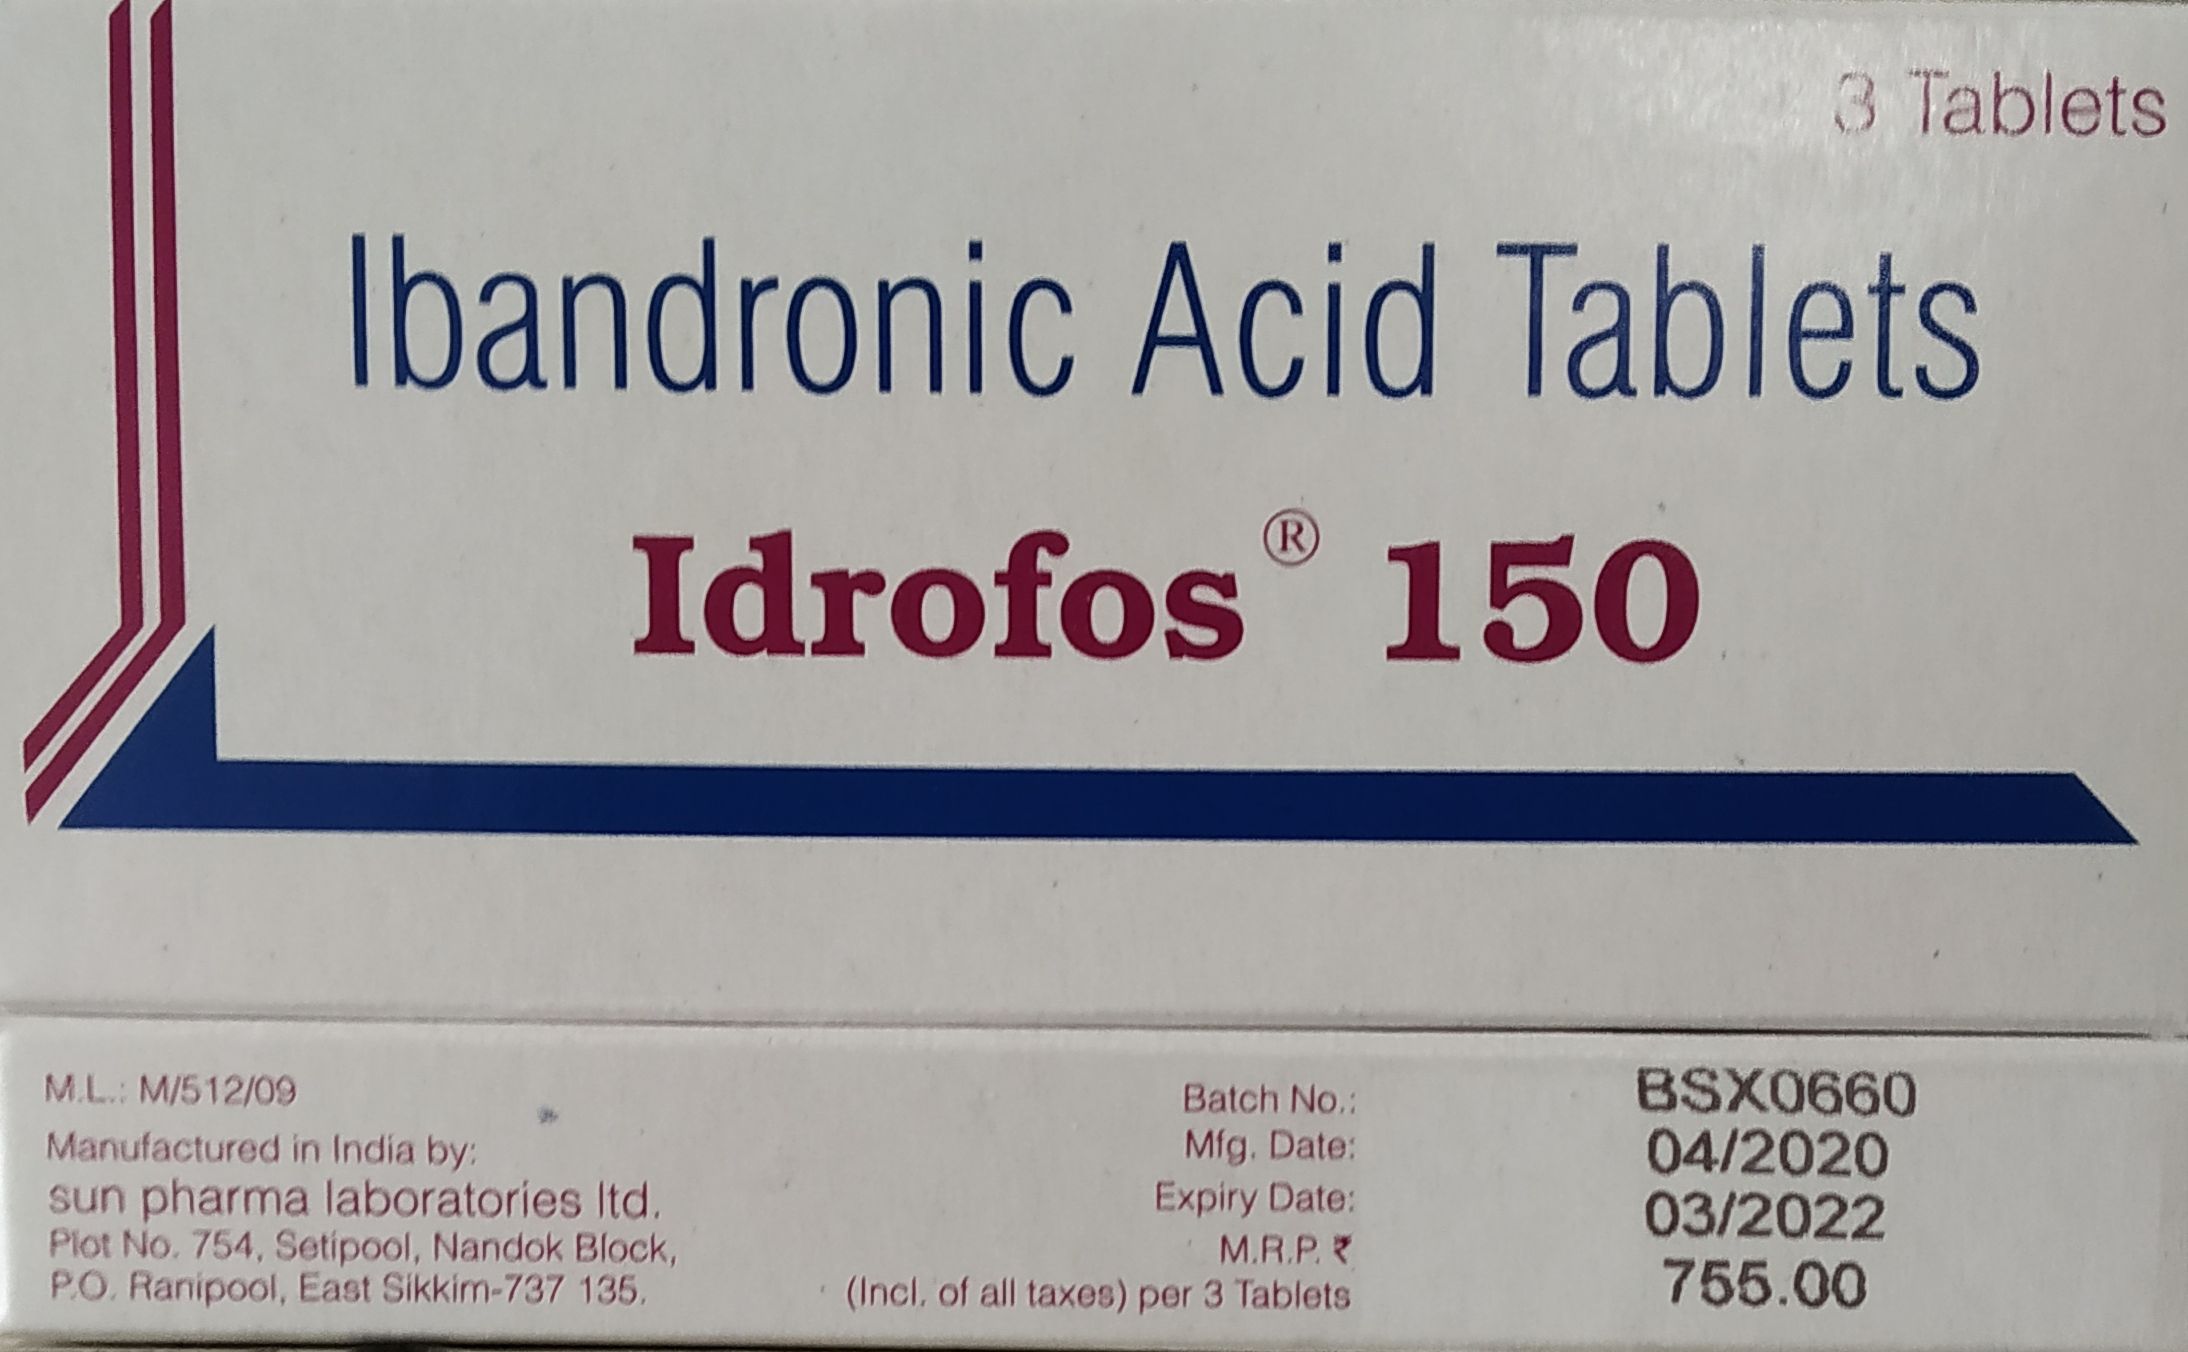 3 Tablets
Ibandronic Acid Tablets
Idrofos® 150
M.L.: M/512/09
Manufactured in India by:
sun pharma laboratories ltd.
Plot No. 754, Setipool, Nandok Block,
P.O. Ranipool, East Sikkim-737 135.
Batch No.: BSX0660
Mfg. Date: 04/2020
Expiry Date: 03/2022
M.R.P. ₹ 755.00
(Incl. of all taxes) per 3 Tablets